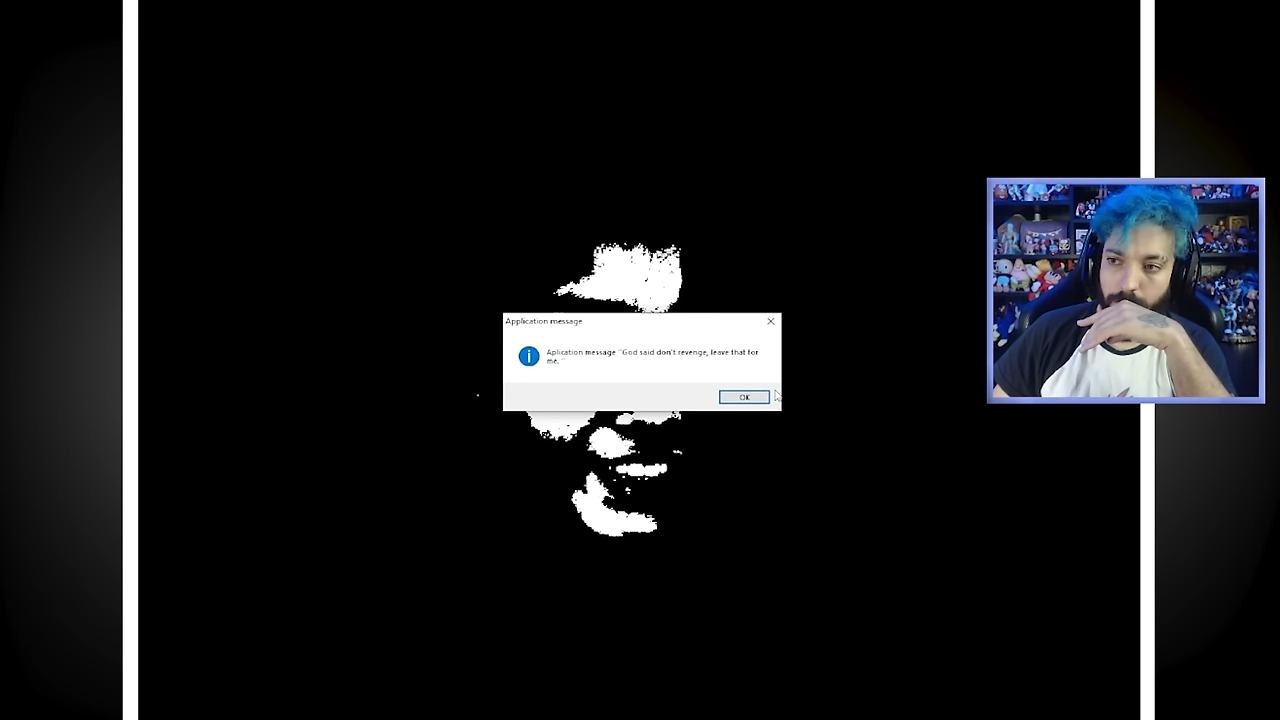 Application message
Aplication message "God said don't revenge, leave that for
me. "
OK